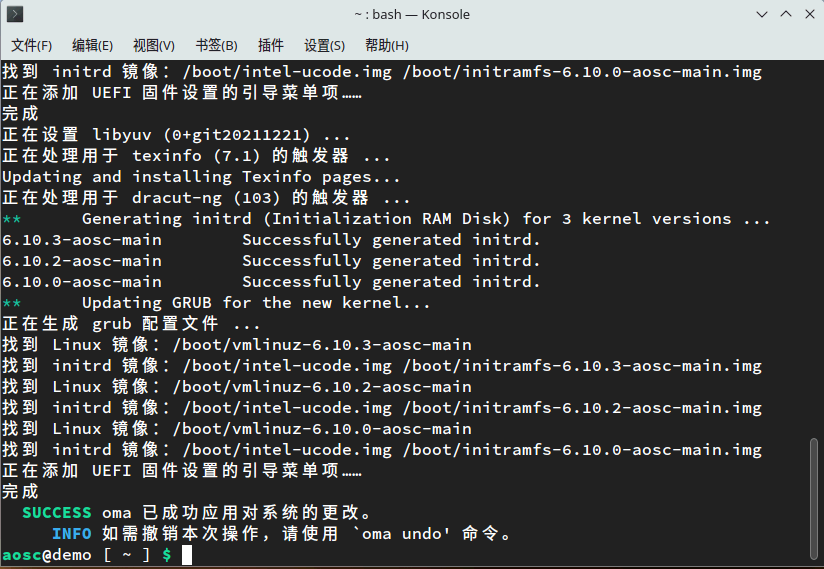 ~ : bash — Konsole
文件(F) 编辑(E) 视图(V) 书签(B) 插件 设置(S) 帮助(H)
找到 initrd 镜像：/boot/intel-ucode.img /boot/initramfs-6.10.0-aosc-main.img
正在添加 UEFI 固件设置的引导菜单项……
完成
正在设置 libyuv (0+git20211221) ...
正在处理用于 texinfo (7.1) 的触发器 ...
Updating and installing Texinfo pages...
正在处理用于 dracut-ng (103) 的触发器 ...
** Generating initrd (Initialization RAM Disk) for 3 kernel versions ...
6.10.3-aosc-main Successfully generated initrd.
6.10.2-aosc-main Successfully generated initrd.
6.10.0-aosc-main Successfully generated initrd.
** Updating GRUB for the new kernel...
正在生成 grub 配置文件 ...
找到 Linux 镜像：/boot/vmlinuz-6.10.3-aosc-main
找到 initrd 镜像：/boot/intel-ucode.img /boot/initramfs-6.10.3-aosc-main.img
找到 Linux 镜像：/boot/vmlinuz-6.10.2-aosc-main
找到 initrd 镜像：/boot/intel-ucode.img /boot/initramfs-6.10.2-aosc-main.img
找到 Linux 镜像：/boot/vmlinuz-6.10.0-aosc-main
找到 initrd 镜像：/boot/intel-ucode.img /boot/initramfs-6.10.0-aosc-main.img
正在添加 UEFI 固件设置的引导菜单项……
完成
SUCCESS oma 已成功应用对系统的更改。
INFO 如需撤销本次操作，请使用 `oma undo' 命令。
aosc@demo [ ~ ] $